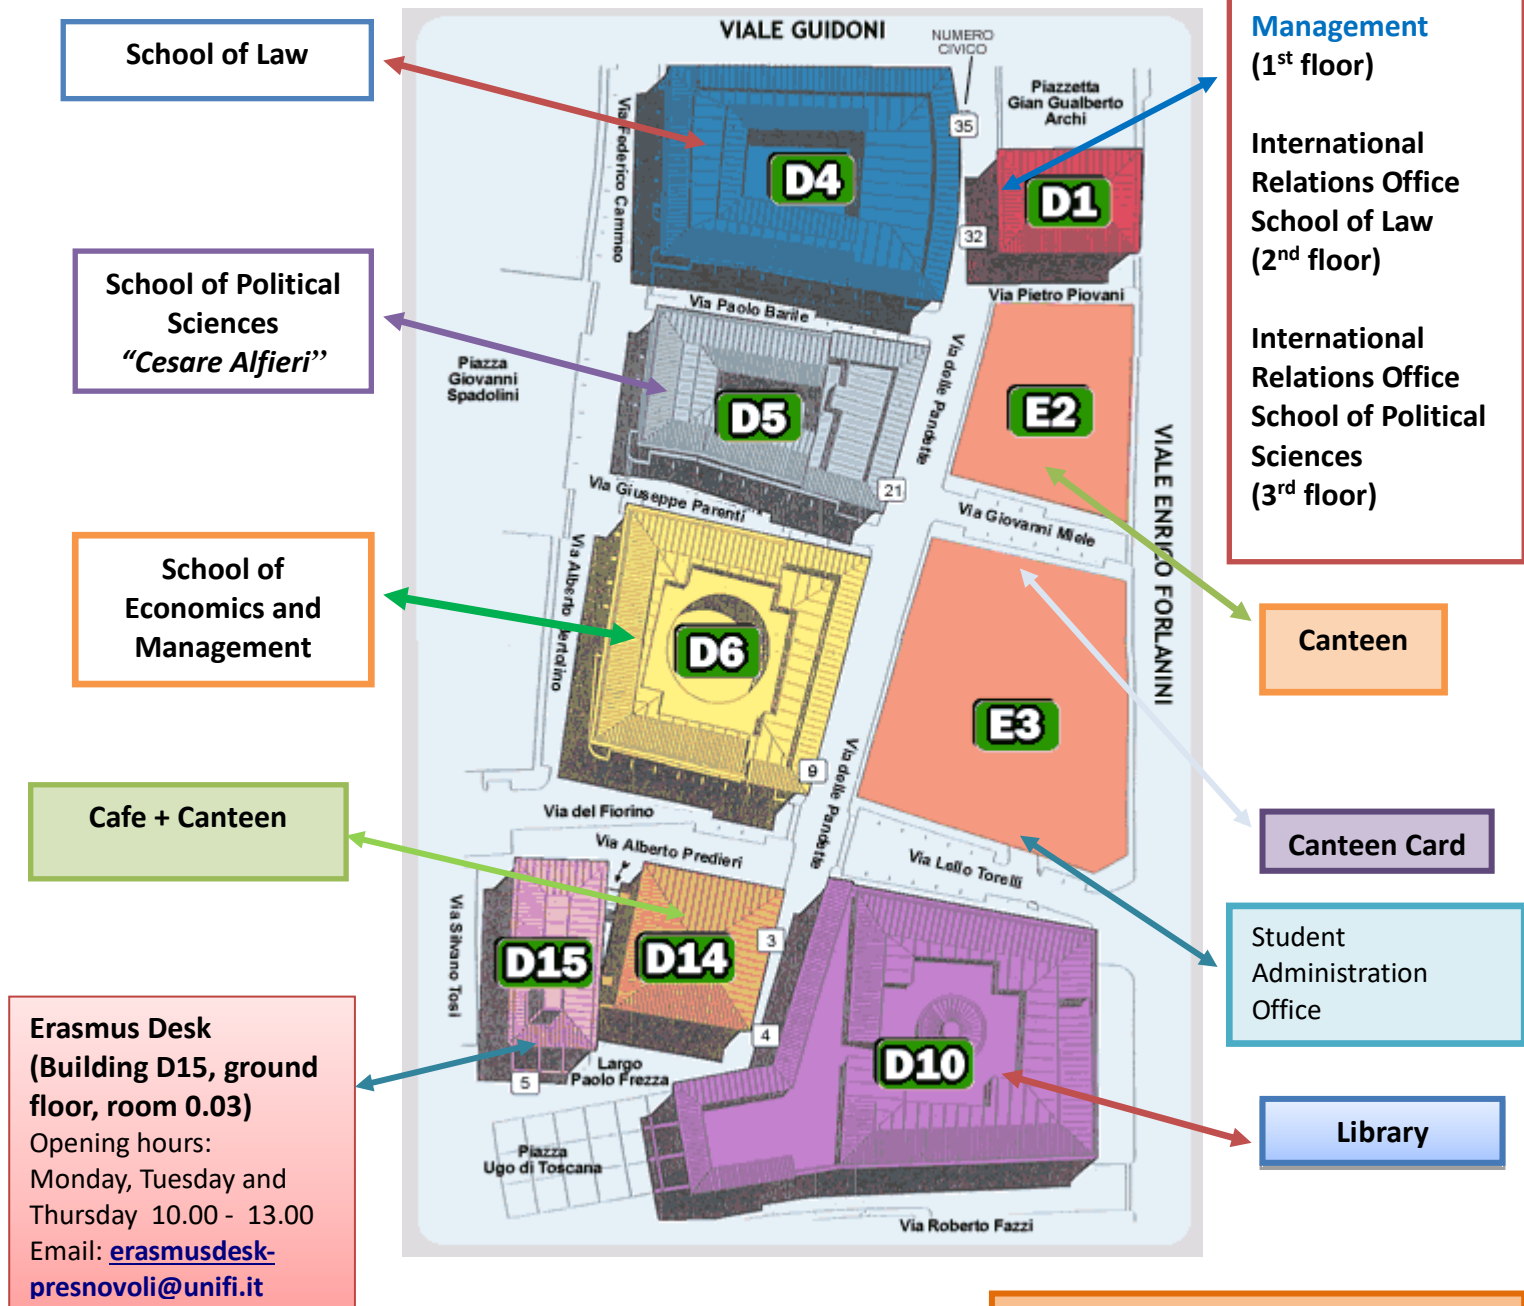 School of Law
School of Political
Sciences
“Cesare Alfieri”
School of
Economics and
Management
Cafe + Canteen
Erasmus Desk
(Building D15, ground
floor, room 0.03)
Opening hours:
Monday, Tuesday and
Thursday 10.00 - 13.00
Email: erasmusdesk-
presnovoli@unifi.it
VIALE GUIDONI
NUMERO
CIVICO
Piazzetta
Gian Gualberto
Archi
35
Via Federico Cammeo
D4
D1
32
Via Pietro Piovani
Via Paolo Barile
Piazza
Giovanni
Spadolini
Via delle Pandette
D5
E2
21
VIALE ENRICO FORLANINI
Via Giuseppe Parenti
Via Giovanni Miele
Via Alberto Bertolino
D6
E3
9
Via delle Pandette
Via del Fiorino
Via Alberto Predieri
Via Lello Torelli
Via Silvano Tosi
D15
D14
3
4
5
Largo
Paolo Frezza
D10
Piazza
Ugo di Toscana
Via Roberto Fazzi
Management
(1st floor)
International
Relations Office
School of Law
(2nd floor)
International
Relations Office
School of Political
Sciences
(3rd floor)
Canteen
Canteen Card
Student
Administration
Office
Library